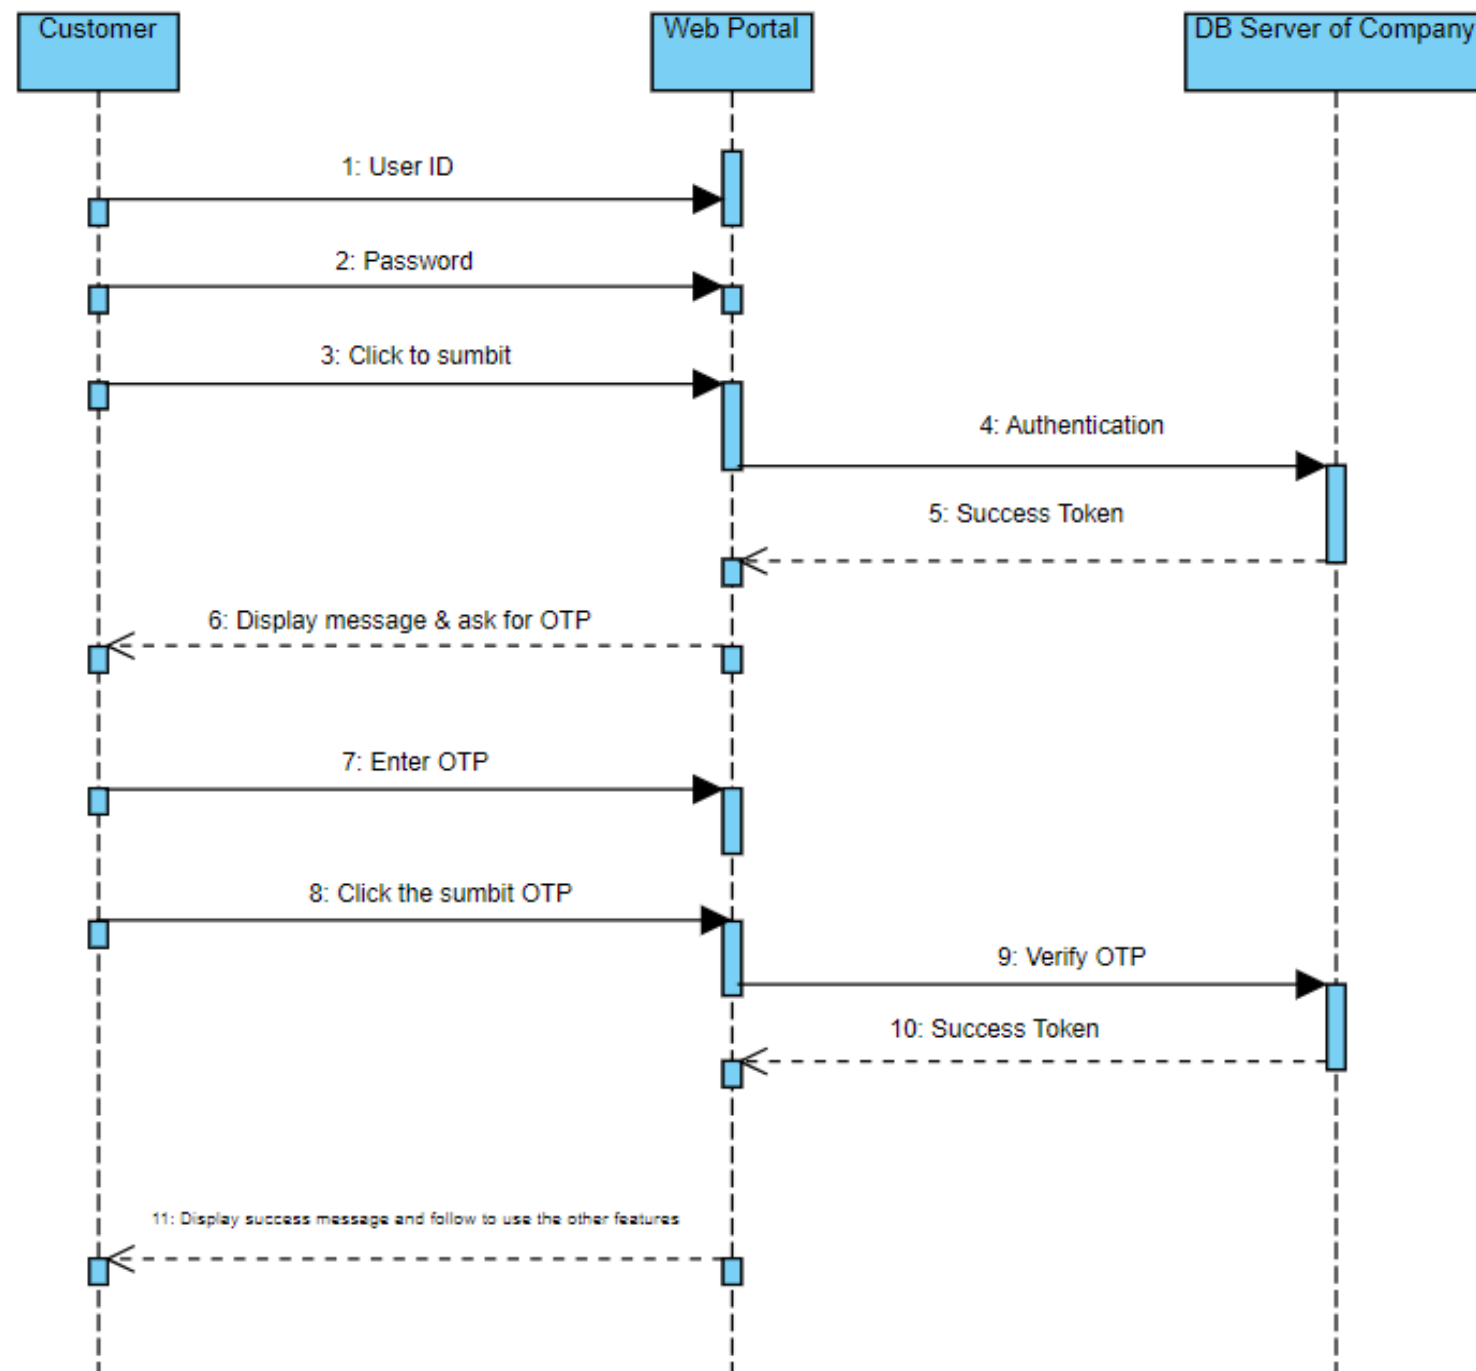 Customer
Web Portal
DB Server of Company
1: User ID
2: Password
3: Click to sumbit
4: Authentication
5: Success Token
6: Display message & ask for OTP
7: Enter OTP
8: Click the sumbit OTP
9: Verify OTP
10: Success Token
11: Display success message and follow to use the other features